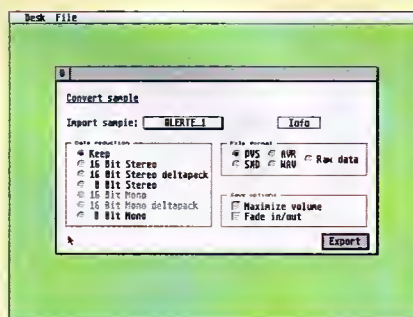 Desk File
Convert sample
Import sample: ALERTE_1 Info
Data reduction
Keep
16 Bit Stereo
16 Bit Stereo deltapack
8 Bit Stereo
16 Bit Mono
16 Bit Mono deltapack
8 Bit Mono
File format
DVS AVR Raw data
SND WAV
Save options
Maximize volume
Fade in/out
Export